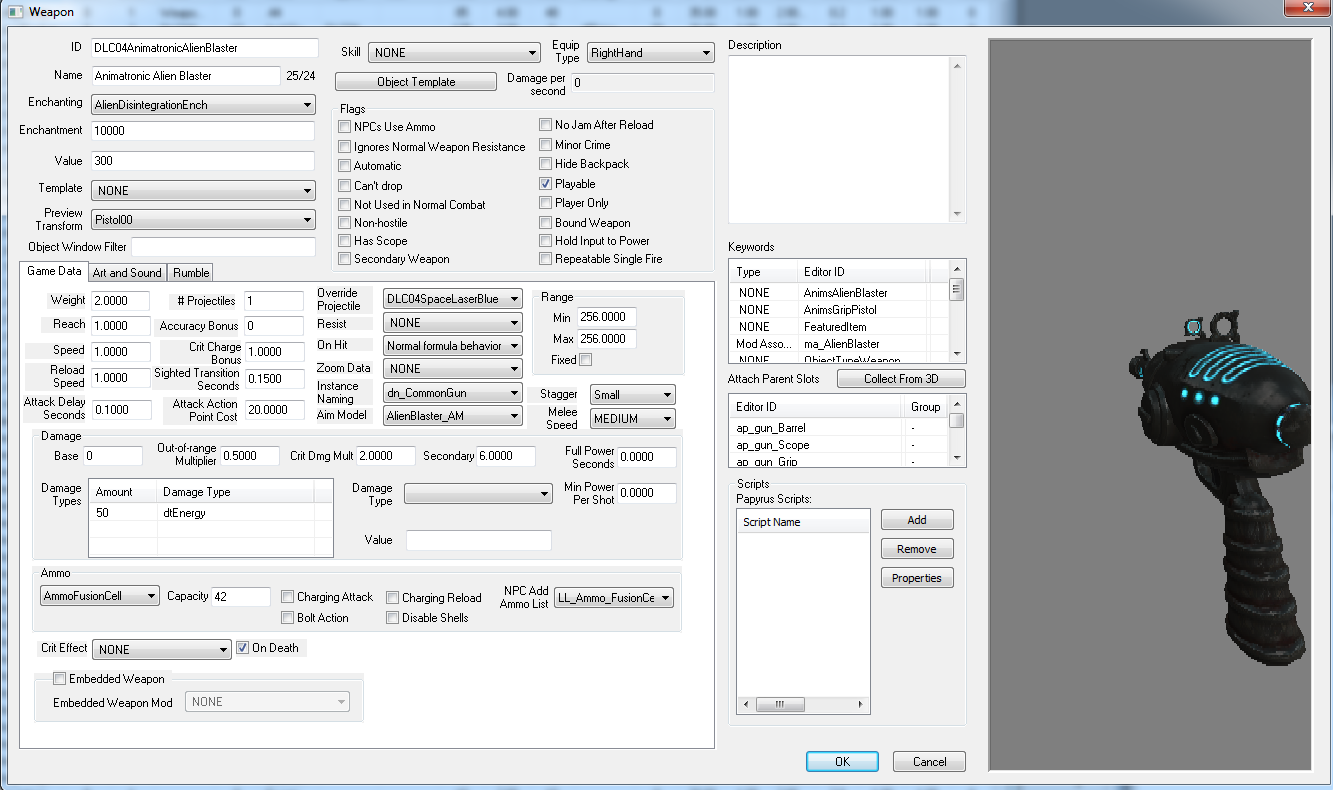 Weapon
ID DLC04AnimatronicAlienBlaster
Name Animatronic Alien Blaster 25/24
Enchanting AlienDisintegrationEnch
Enchantment 10000
Value 300
Template NONE
Preview Transform Pistol00
Object Window Filter
Skill NONE Equip Type RightHand
Object Template Damage per second 0
Flags
NPCs Use Ammo
Ignores Normal Weapon Resistance
Automatic
Can't drop
Not Used in Normal Combat
Non-hostile
Has Scope
Secondary Weapon
No Jam After Reload
Minor Crime
Hide Backpack
Playable
Player Only
Bound Weapon
Hold Input to Power
Repeatable Single Fire
Game Data Art and Sound Rumble
Weight 2.0000
Reach 1.0000
Speed 1.0000
Reload Speed 1.0000
Attack Delay Seconds 0.1000
# Projectiles 1
Accuracy Bonus 0
Crit Charge Bonus 1.0000
Sighted Transition Seconds 0.1500
Attack Action Point Cost 20.0000
Override Projectile DLC04SpaceLaserBlue
Resist NONE
On Hit Normal formula behavior
Zoom Data NONE
Instance Naming dn_CommonGun
Aim Model AlienBlaster_AM
Range
Min 256.0000
Max 256.0000
Fixed
Stagger Small
Melee Speed MEDIUM
Damage
Base 0 Out-of-range Multiplier 0.5000 Crit Dmg Mult 2.0000 Secondary 6.0000 Full Power Seconds 0.0000
Damage Types
Amount Damage Type
50 dtEnergy
Damage Type
Value
Min Power Per Shot 0.0000
Ammo
AmmoFusionCell Capacity 42
Charging Attack Charging Reload
Bolt Action Disable Shells
NPC Add Ammo List LL_Ammo_FusionCe
Crit Effect NONE On Death
Embedded Weapon
Embedded Weapon Mod NONE
Description
Keywords
Type Editor ID
NONE AnimsAlienBlaster
NONE AnimsGripPistol
NONE FeaturedItem
Mod Asso... ma_AlienBlaster
NONE ObjectTypeWeapon
Attach Parent Slots Collect From 3D
Editor ID Group
ap_gun_Barrel -
ap_gun_Scope -
ap_gun_Grip -
Scripts
Papyrus Scripts:
Script Name
Add
Remove
Properties
OK Cancel